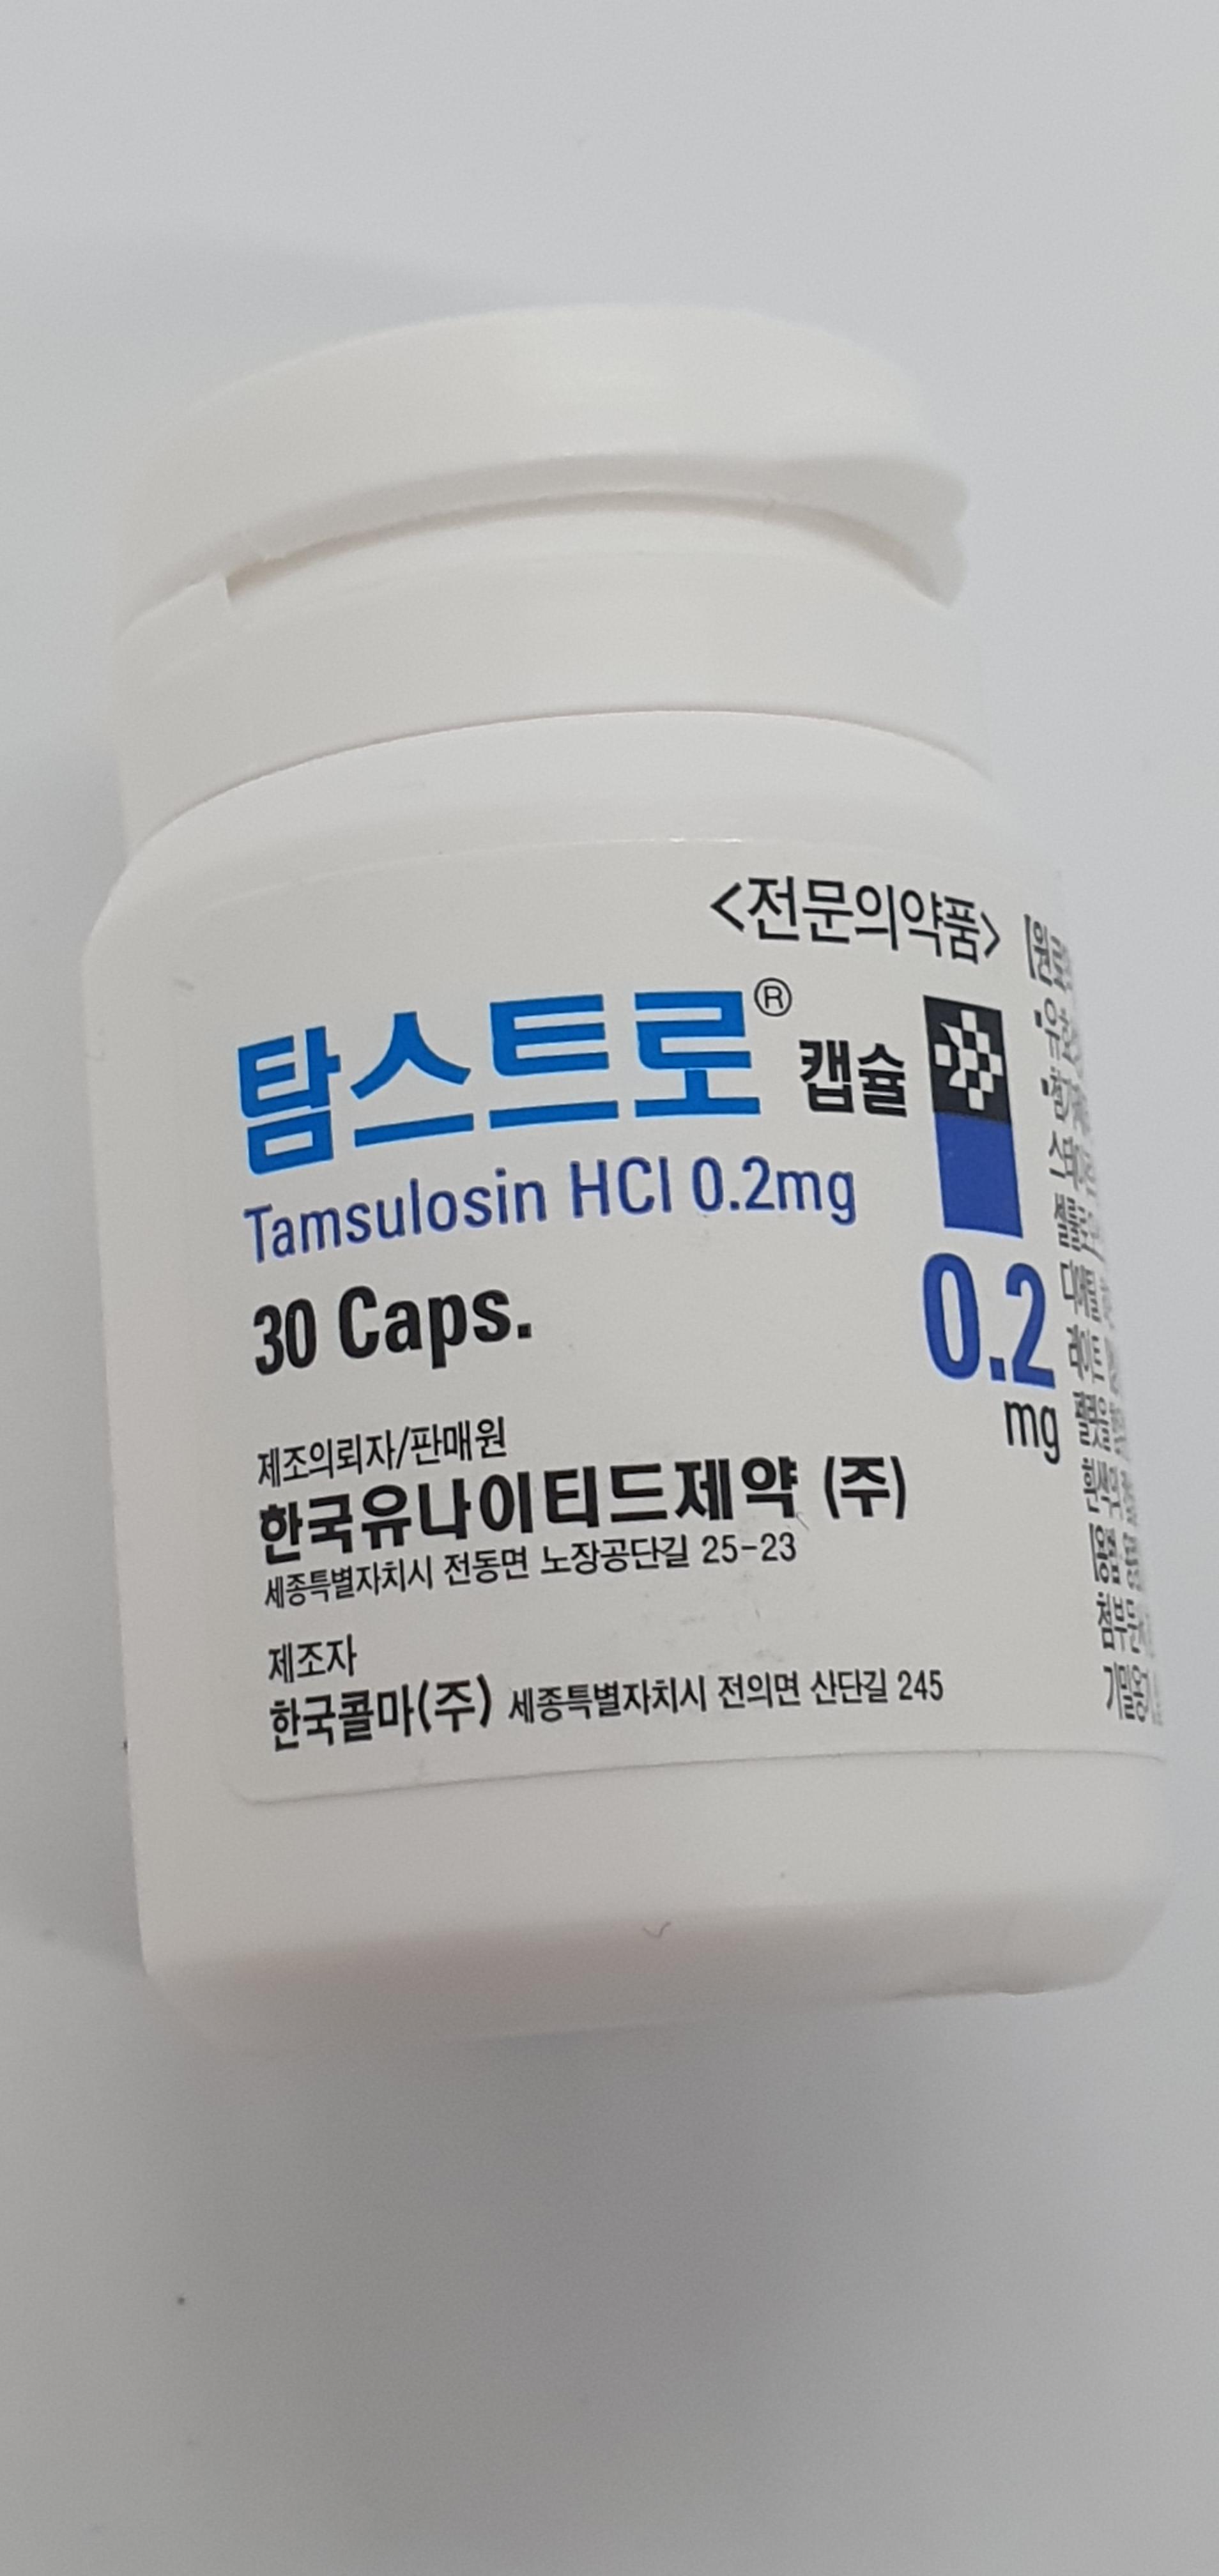 <전문의약품>
탐스트로® 캡슐
Tamsulosin HCl 0.2mg
30 Caps.
0.2
mg
제조의뢰자/판매원
한국유나이티드제약 (주)
세종특별자치시 전동면 노장공단길 25-23
제조자
한국콜마(주) 세종특별자치시 전의면 산단길 245